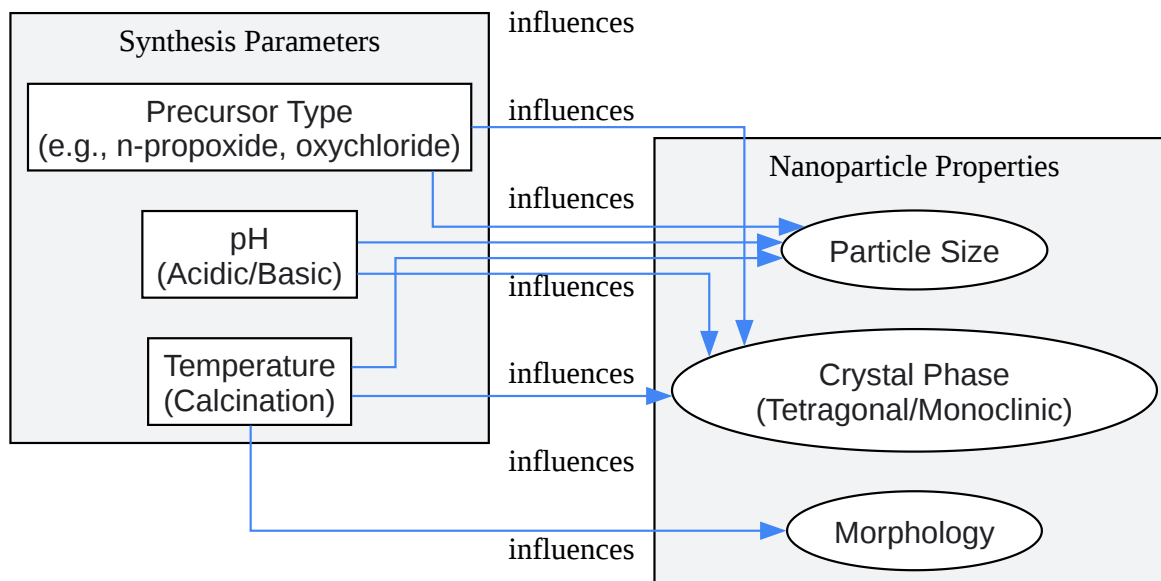 influences
Synthesis Parameters
Precursor Type
(e.g., n-propoxide, oxychloride)
influences
Nanoparticle Properties
influences
pH
(Acidic/Basic)
Particle Size
influences
Temperature
(Calcination)
influences
Crystal Phase
(Tetragonal/Monoclinic)
influences
Morphology
influences